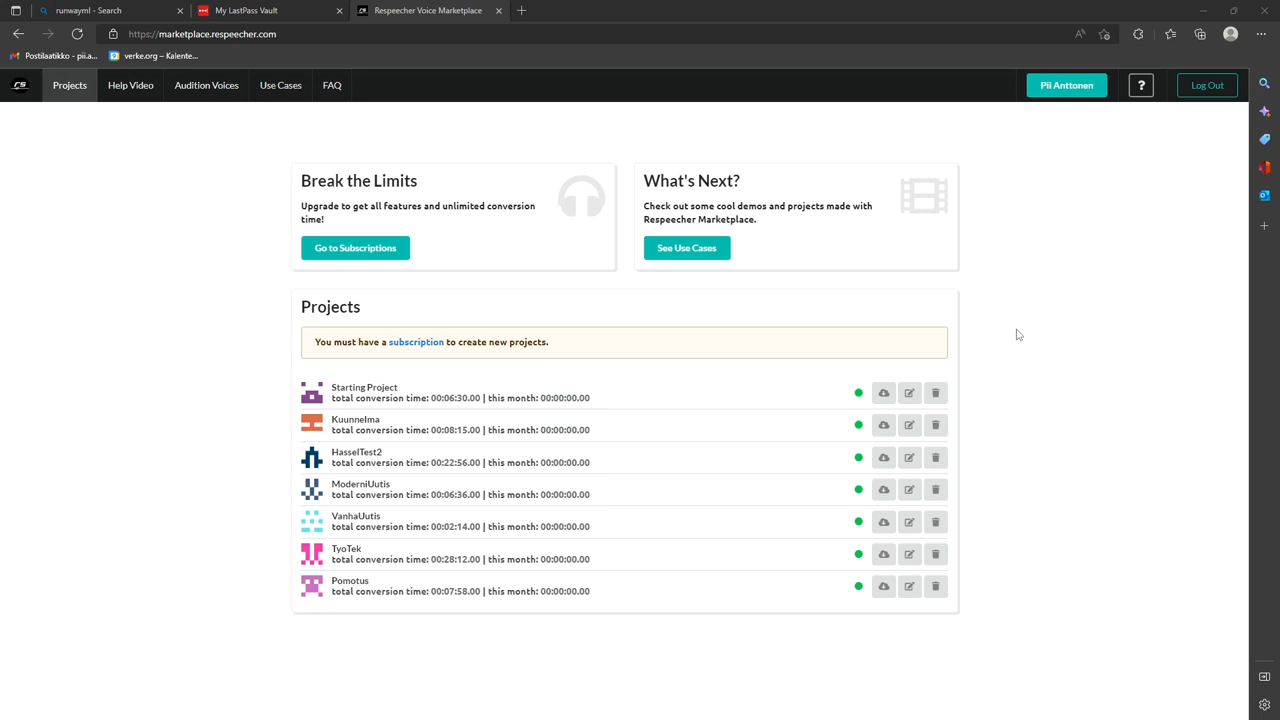 runwayml - Search
My LastPass Vault
Respeecher Voice Marketplace
https://marketplace.respeecher.com
Postilaatikko - pii.a...
verke.org – Kalente...
Projects
Help Video
Audition Voices
Use Cases
FAQ
Pii Anttonen
?
Log Out
Break the Limits
Upgrade to get all features and unlimited conversion
time!
Go to Subscriptions
What's Next?
Check out some cool demos and projects made with
Respeecher Marketplace.
See Use Cases
Projects
You must have a subscription to create new projects.
Starting Project
total conversion time: 00:06:30.00 | this month: 00:00:00.00
Kuunnelma
total conversion time: 00:08:15.00 | this month: 00:00:00.00
HasselTest2
total conversion time: 00:22:56.00 | this month: 00:00:00.00
ModerniUutis
total conversion time: 00:06:36.00 | this month: 00:00:00.00
VanhaUutis
total conversion time: 00:02:14.00 | this month: 00:00:00.00
TyoTek
total conversion time: 00:28:12.00 | this month: 00:00:00.00
Pomotus
total conversion time: 00:07:58.00 | this month: 00:00:00.00